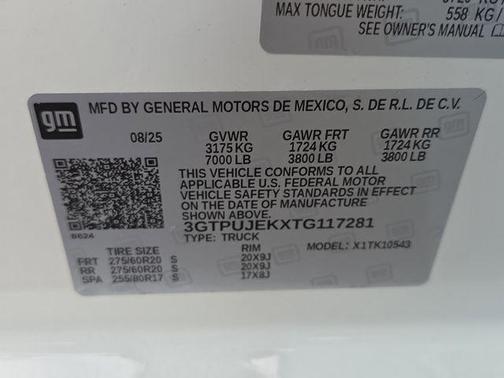 MAX TONGUE WEIGHT: 558 KG /
SEE OWNER'S MANUAL
gm
MFD BY GENERAL MOTORS DE MEXICO, S. DE R.L. DE C.V.
08/25 GVWR GAWR FRT GAWR RR
3175 KG 1724 KG 1724 KG
7000 LB 3800 LB 3800 LB
THIS VEHICLE CONFORMS TO ALL
APPLICABLE U.S. FEDERAL MOTOR
VEHICLE SAFETY STANDARDS IN EFFECT
ON THE DATE OF MANUFACTURE
SHOWN ABOVE.
3GTPUJEKXTG117281
TYPE: TRUCK MODEL: X1TK10543
TIRE SIZE RIM
FRT 275/60R20 S 20X9J
RR 275/60R20 S 20X9J
SPA 255/80R17 S 17X8J